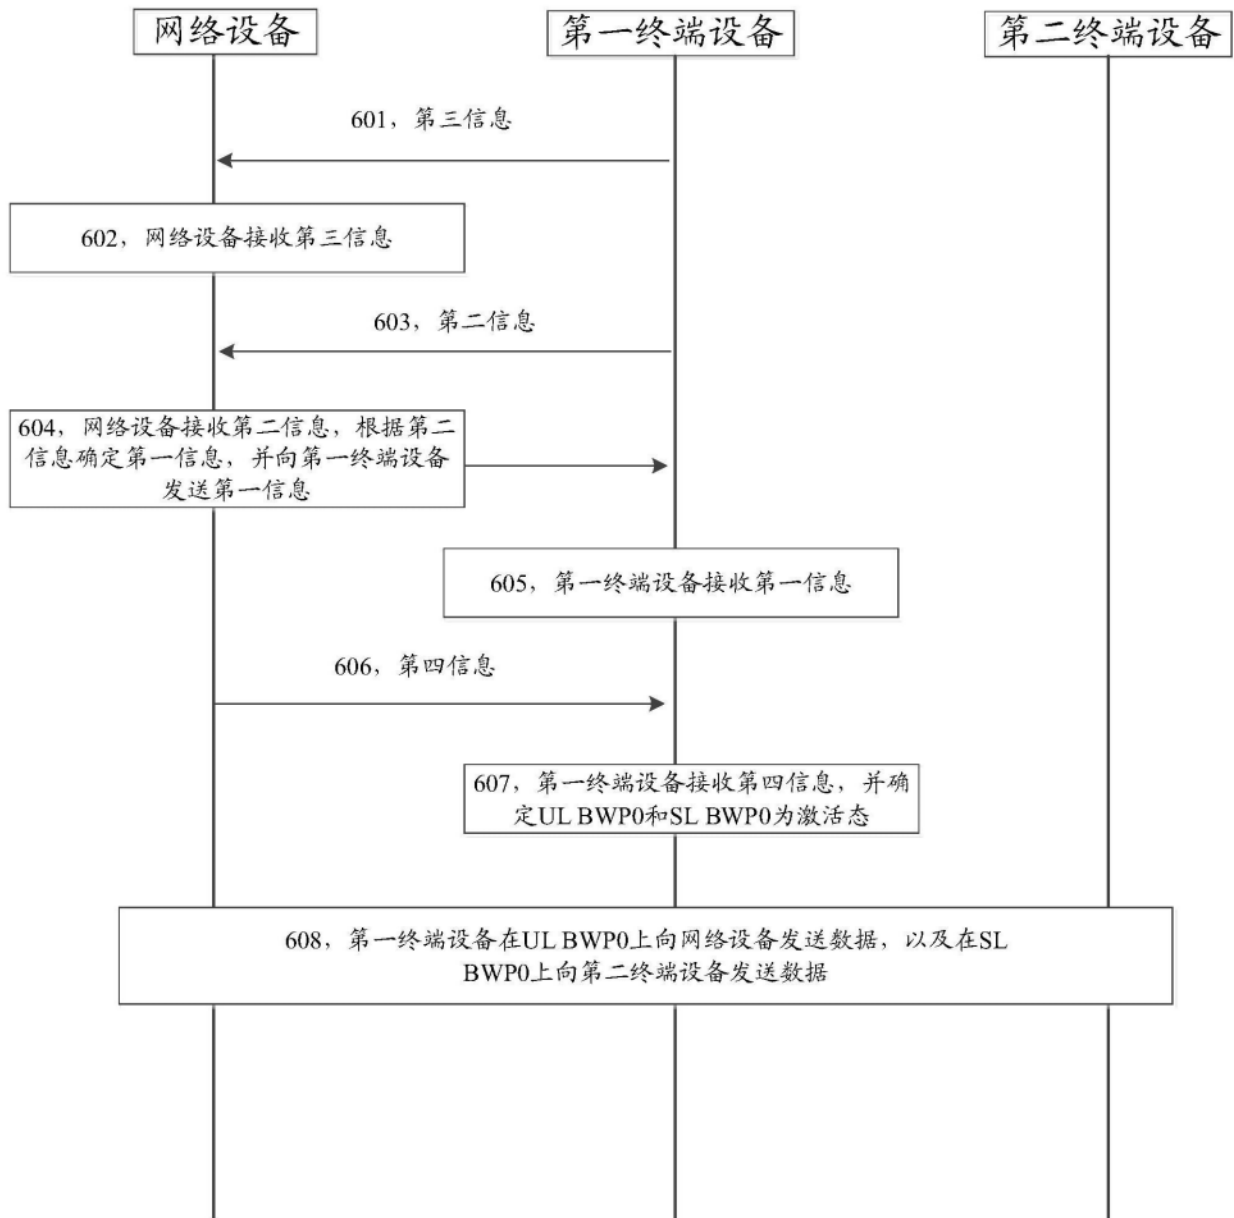 网络设备
第一终端设备
第二终端设备
601，第三信息
602，网络设备接收第三信息
603，第二信息
604，网络设备接收第二信息，根据第二
信息确定第一信息，并向第一终端设备
发送第一信息
605，第一终端设备接收第一信息
606，第四信息
607，第一终端设备接收第四信息，并确
定UL BWP0和SL BWP0为激活态
608，第一终端设备在UL BWP0上向网络设备发送数据，以及在SL
BWP0上向第二终端设备发送数据